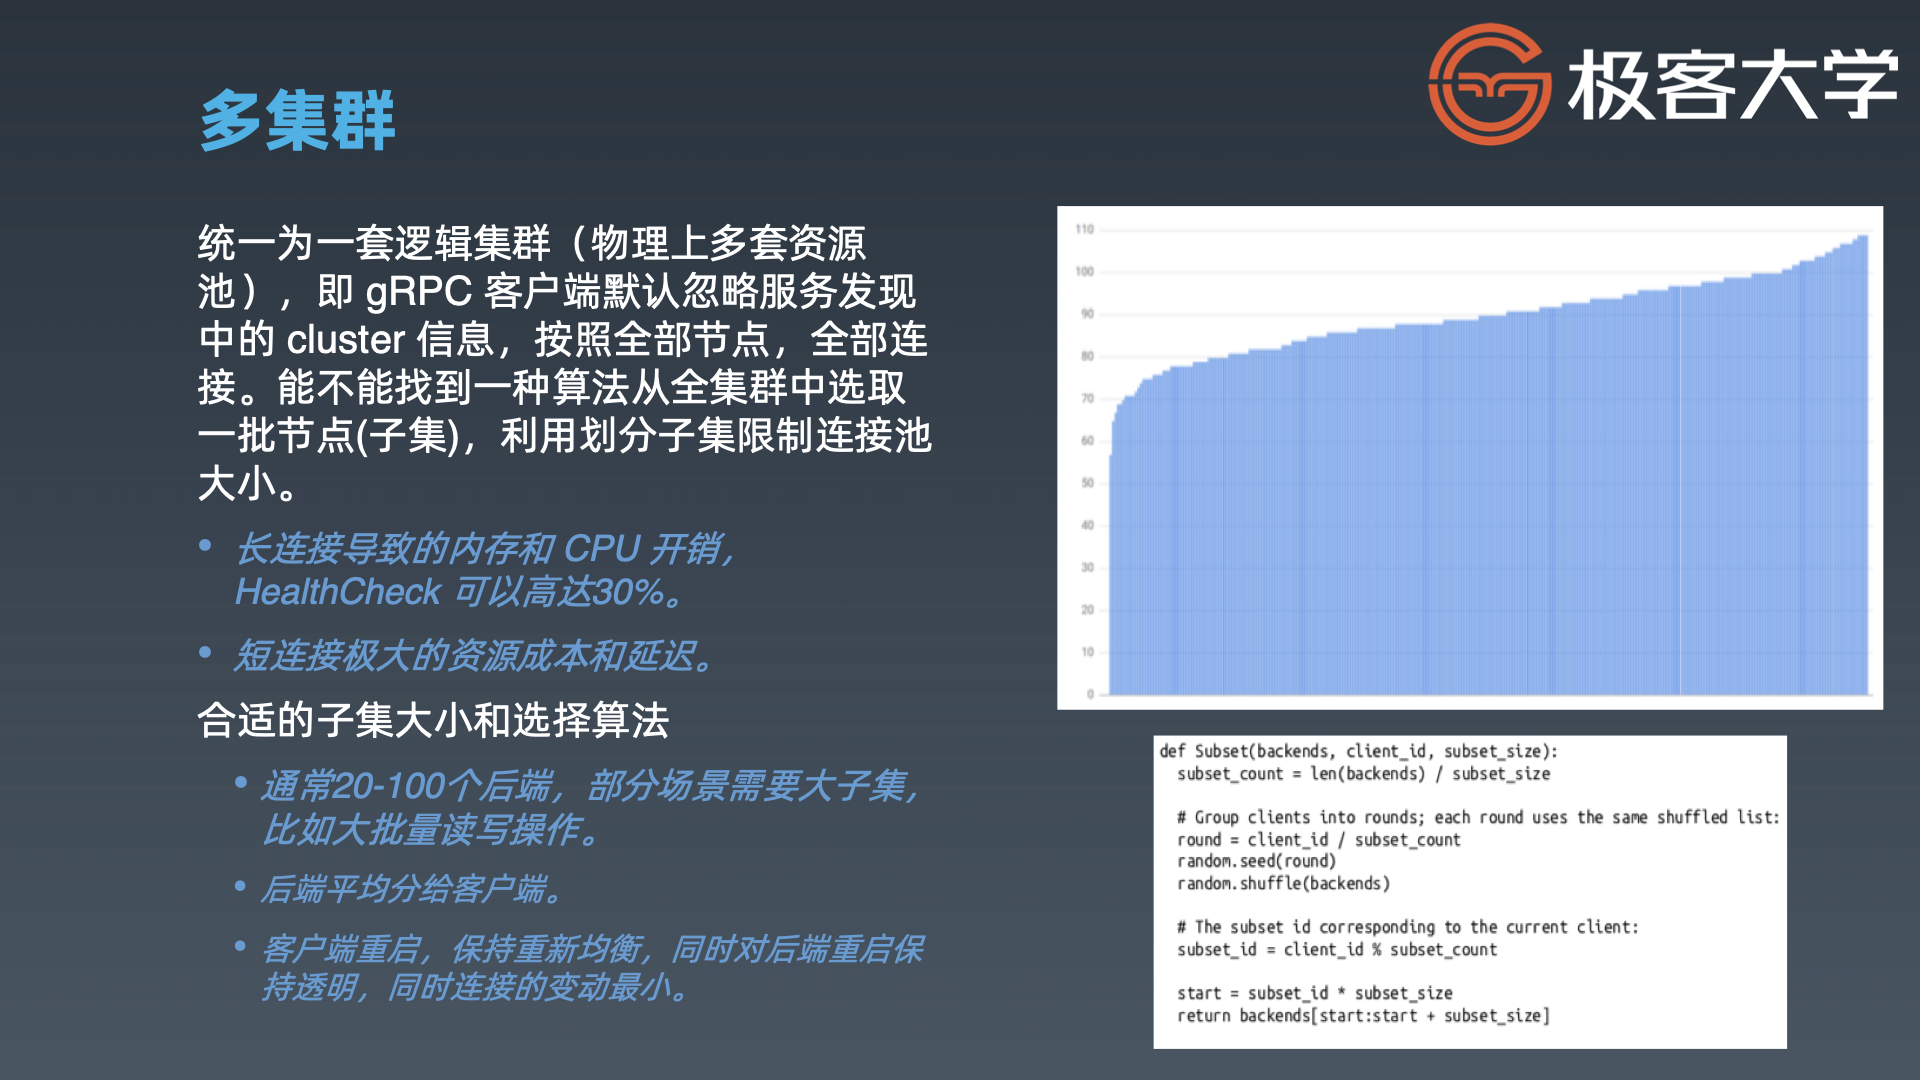 多集群
极客大学
统一为一套逻辑集群（物理上多套资源
池），即 gRPC 客户端默认忽略服务发现
中的 cluster 信息，按照全部节点，全部连
接。能不能找到一种算法从全集群中选取
一批节点(子集)，利用划分子集限制连接池
大小。
• 长连接导致的内存和 CPU 开销，
HealthCheck 可以高达30%。
• 短连接极大的资源成本和延迟。
合适的子集大小和选择算法
• 通常20-100个后端，部分场景需要大子集，
比如大批量读写操作。
• 后端平均分给客户端。
• 客户端重启，保持重新均衡，同时对后端重启保
持透明，同时连接的变动最小。
110
100
90
80
70
60
50
40
30
20
10
0
def Subset(backends, client_id, subset_size):
  subset_count = len(backends) / subset_size
  # Group clients into rounds; each round uses the same shuffled list:
  round = client_id / subset_count
  random.seed(round)
  random.shuffle(backends)
  # The subset id corresponding to the current client:
  subset_id = client_id % subset_count
  start = subset_id * subset_size
  return backends[start:start + subset_size]